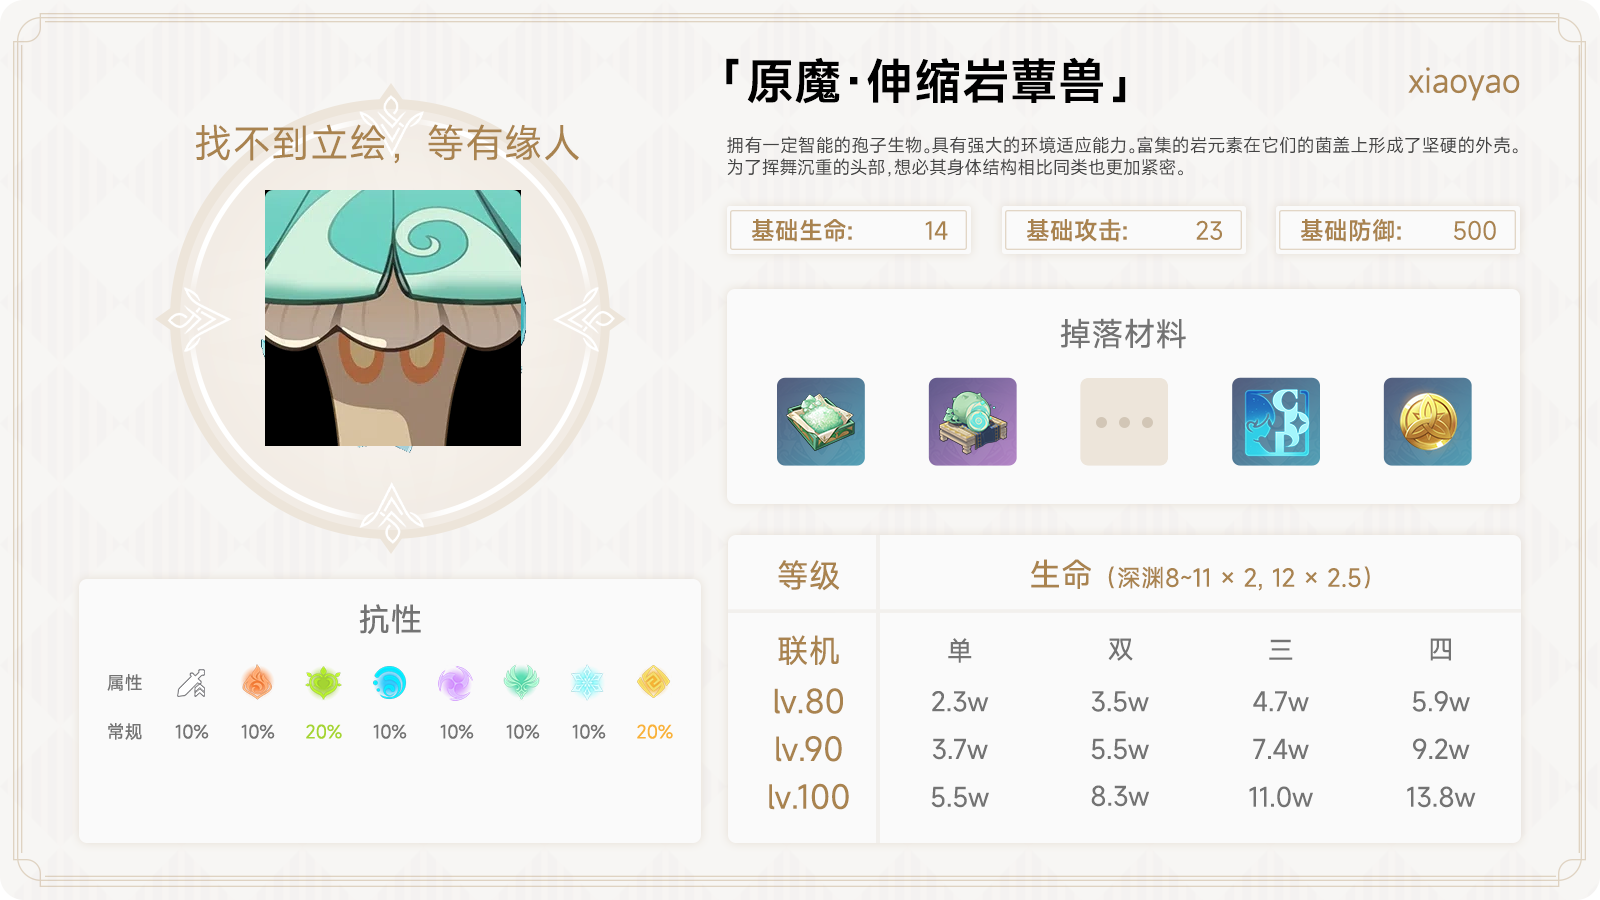 「原魔·伸缩岩蕈兽」
xiaoyao
找不到立绘，等有缘人
拥有一定智能的孢子生物。具有强大的环境适应能力。富集的岩元素在它们的菌盖上形成了坚硬的外壳。
为了挥舞沉重的头部，想必其身体结构相比同类也更加紧密。
基础生命: 14
基础攻击: 23
基础防御: 500
掉落材料
抗性
属性
常规 10% 10% 20% 10% 10% 10% 10% 20%
等级 生命（深渊8~11 × 2, 12 × 2.5）
联机 单 双 三 四
lv.80 2.3w 3.5w 4.7w 5.9w
lv.90 3.7w 5.5w 7.4w 9.2w
lv.100 5.5w 8.3w 11.0w 13.8w